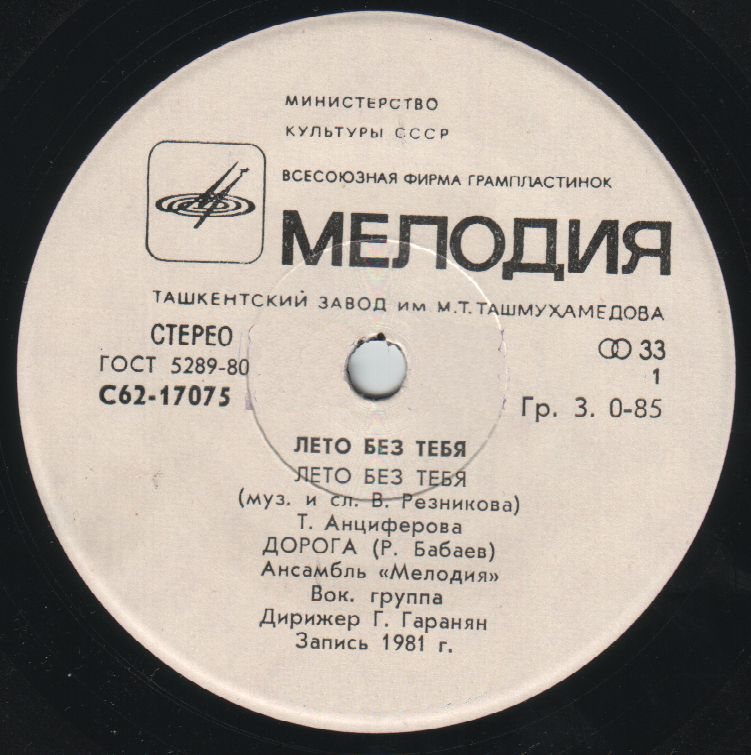 МИНИСТЕРСТВО
КУЛЬТУРЫ СССР
ВСЕСОЮЗНАЯ ФИРМА ГРАМПЛАСТИНОК
МЕЛОДИЯ
ТАШКЕНТСКИЙ ЗАВОД им М.Т.ТАШМУХАМЕДОВА
СТЕРЕО
ГОСТ 5289-80
С62-17075
33
1
Гр. 3. 0-85
ЛЕТО БЕЗ ТЕБЯ
ЛЕТО БЕЗ ТЕБЯ
(муз. и сл. В. Резникова)
Т. Анциферова
ДОРОГА (Р. Бабаев)
Ансамбль «Мелодия»
Вок. группа
Дирижер Г. Гаранян
Запись 1981 г.